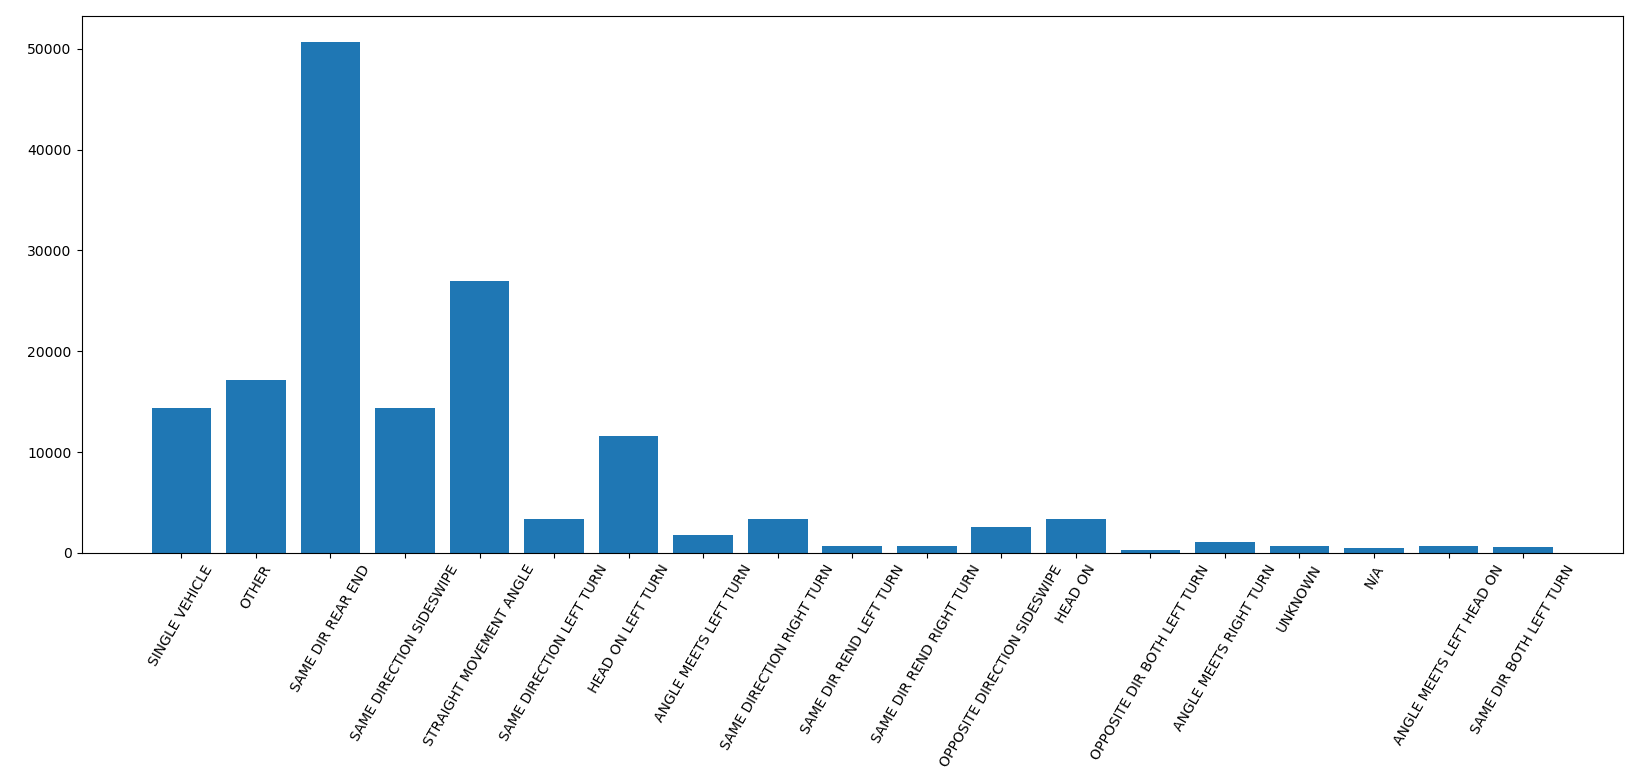 50000
40000
30000
20000
10000
0
SINGLE VEHICLE
OTHER
SAME DIR REAR END
SAME DIRECTION SIDESWIPE
STRAIGHT MOVEMENT ANGLE
SAME DIRECTION LEFT TURN
HEAD ON LEFT TURN
ANGLE MEETS LEFT TURN
SAME DIRECTION RIGHT TURN
SAME DIR REND LEFT TURN
SAME DIR REND RIGHT TURN
OPPOSITE DIRECTION SIDESWIPE
HEAD ON
OPPOSITE DIR BOTH LEFT TURN
ANGLE MEETS RIGHT TURN
UNKNOWN
N/A
ANGLE MEETS LEFT HEAD ON
SAME DIR BOTH LEFT TURN